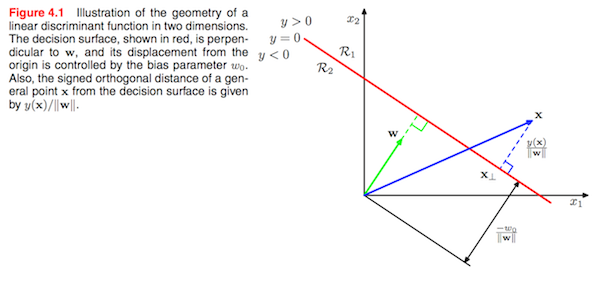 Figure 4.1 Illustration of the geometry of a
linear discriminant function in two dimensions.
The decision surface, shown in red, is perpen-
dicular to w, and its displacement from the
origin is controlled by the bias parameter w₀.
Also, the signed orthogonal distance of a gen-
eral point x from the decision surface is given
by y(x)/‖w‖.
y > 0
y = 0
y < 0
x₂
R₁
R₂
w
x
y(x)
‖w‖
x⊥
x₁
−w₀
‖w‖